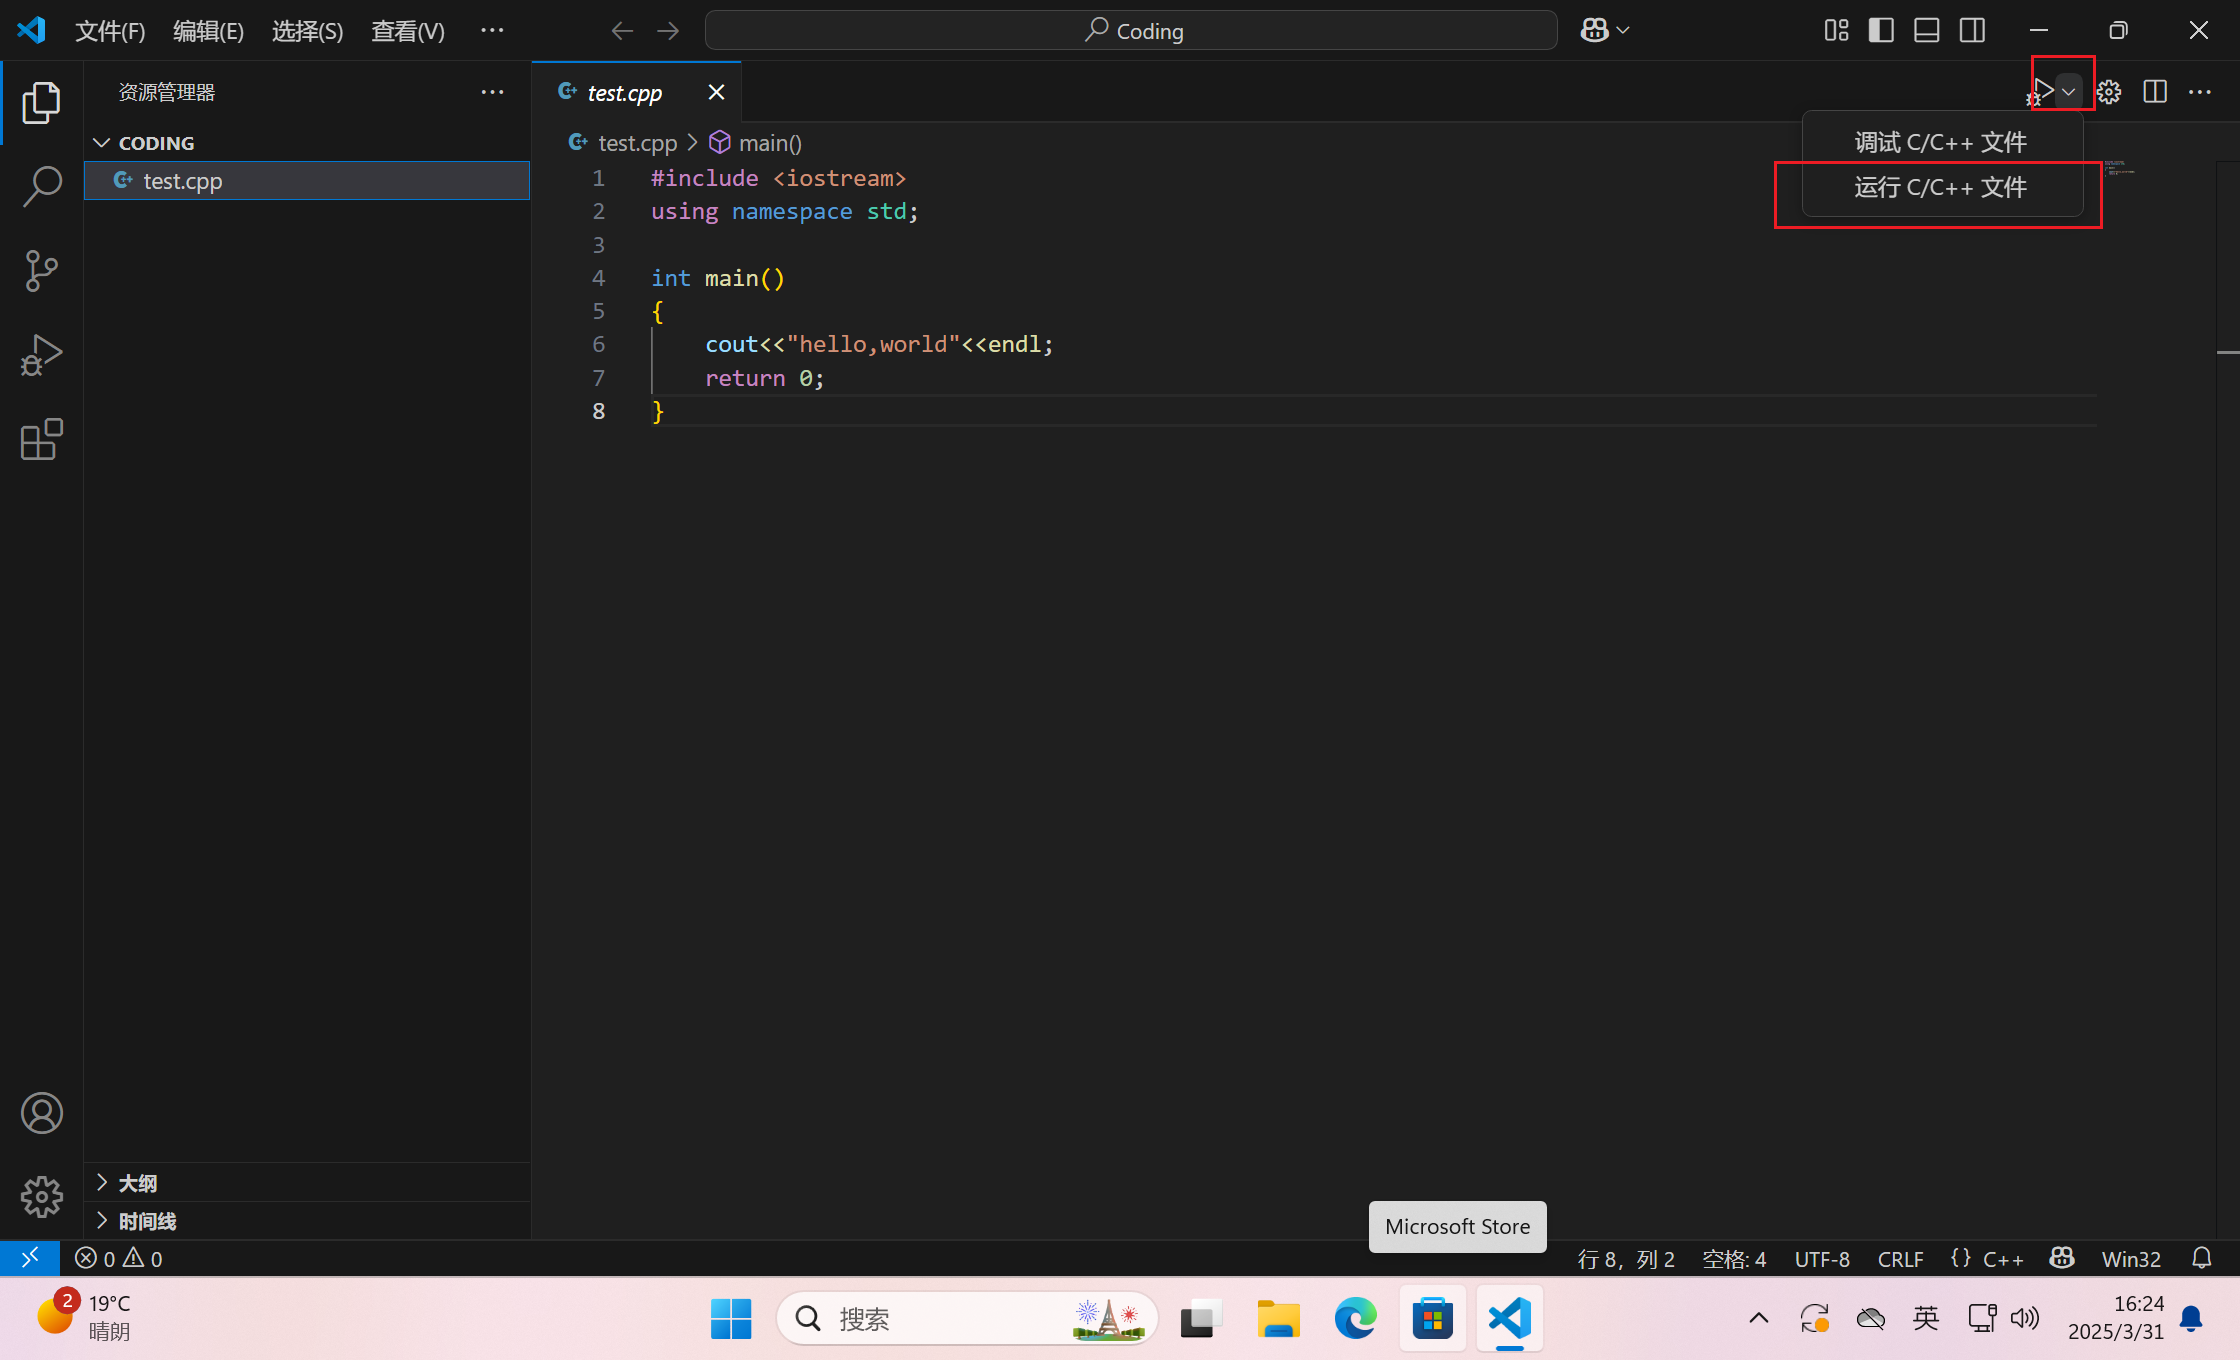 文件(F) 编辑(E) 选择(S) 查看(V) ··· Coding
资源管理器
CODING
test.cpp
test.cpp
test.cpp > main()
调试 C/C++ 文件
运行 C/C++ 文件
1 #include <iostream>
2 using namespace std;
3
4 int main()
5 {
6 cout<<"hello,world"<<endl;
7 return 0;
8 }
大纲
时间线
Microsoft Store
0 0 行 8，列 2 空格: 4 UTF-8 CRLF {} C++ Win32
2 19°C
晴朗
搜索
英
16:24
2025/3/31